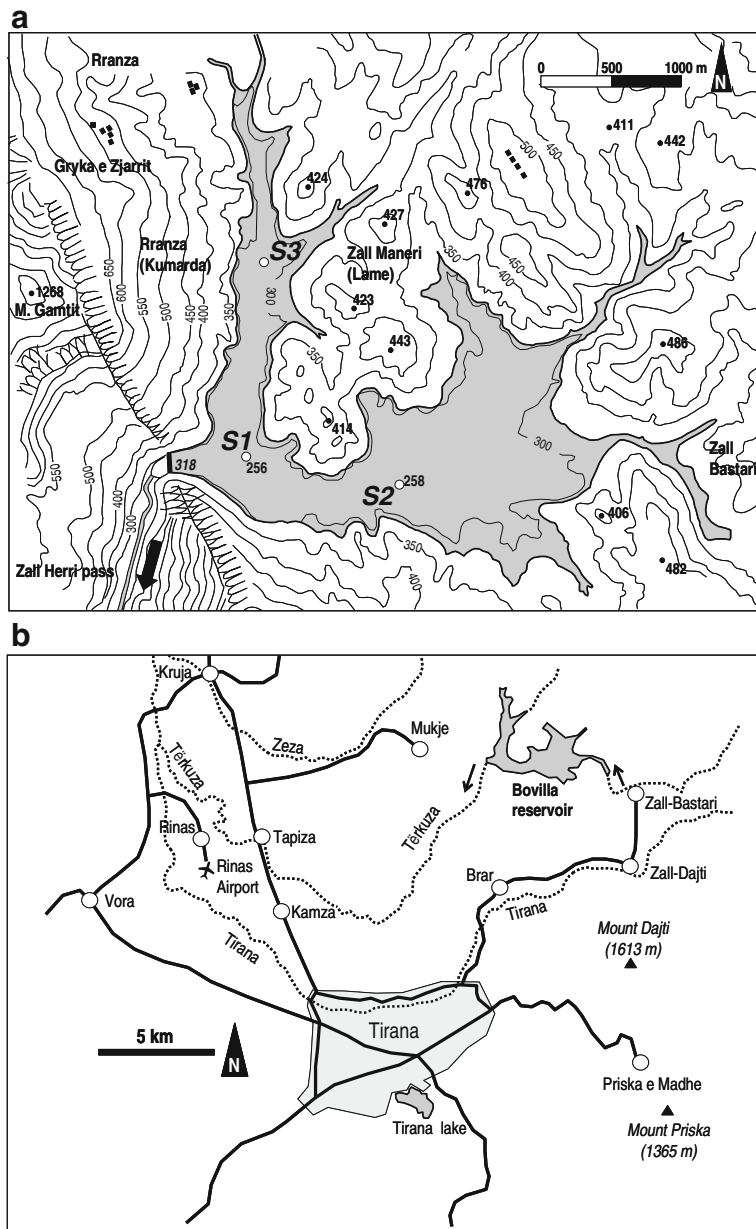 a
Rranza
0 500 1000 m
N
411
442
Gryka e Zjarrit
424
500
450
476
427
350
400
450
Rranza
(Kumarda)
S3
Zall Maneri
(Lame)
650
600
550
500
450
400
350
1268
M. Gamtit
300
423
443
486
350
414
S1
256
318
S2
258
300
Zall
Bastari
550
500
400
300
406
350
400
482
Zall Herri pass
b
Kruja
Zeza
Mukje
Tërkuza
Bovilla
reservoir
Zall-Bastari
Tërkuza
Rinas
Tapiza
Rinas
Airport
Brar
Zall-Dajti
Vora
Kamza
Tirana
Tirana
Mount Dajti
(1613 m)
5 km
N
Tirana
Priska e Madhe
Tirana lake
Mount Priska
(1365 m)